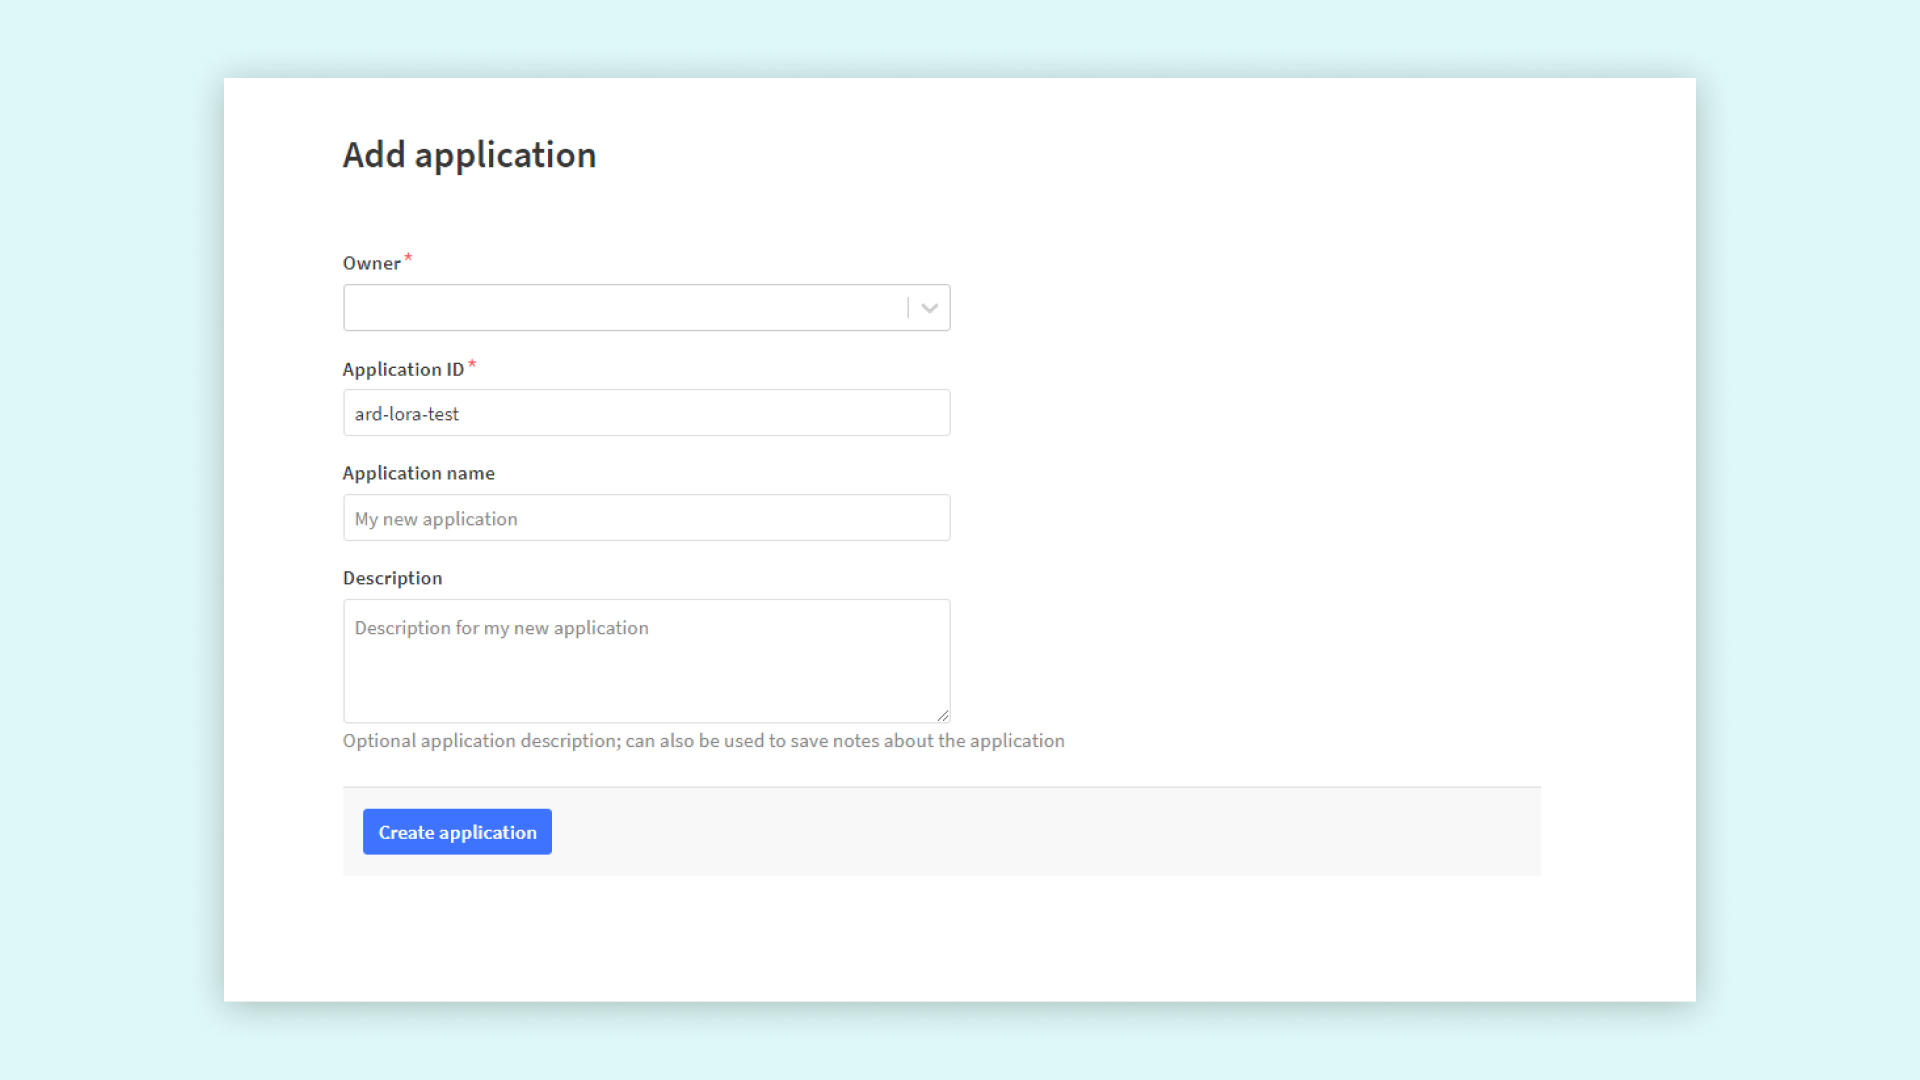 Add application
Owner*
Application ID*
ard-lora-test
Application name
My new application
Description
Description for my new application
Optional application description; can also be used to save notes about the application
Create application